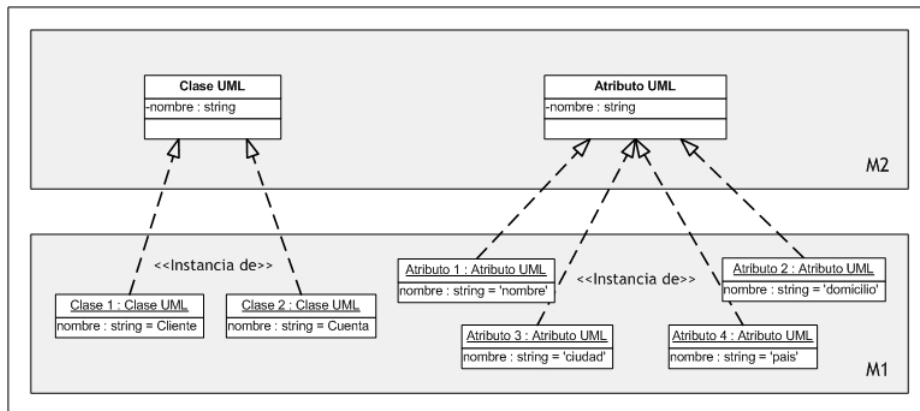 Clase UML
-nombre : string
Atributo UML
-nombre : string
M2
<<Instancia de>>
<<Instancia de>>
Clase 1 : Clase UML
nombre : string = Cliente
Clase 2 : Clase UML
nombre : string = Cuenta
Atributo 1 : Atributo UML
nombre : string = 'nombre'
Atributo 2 : Atributo UML
nombre : string = 'domicilio'
Atributo 3 : Atributo UML
nombre : string = 'ciudad'
Atributo 4 : Atributo UML
nombre : string = 'pais'
M1